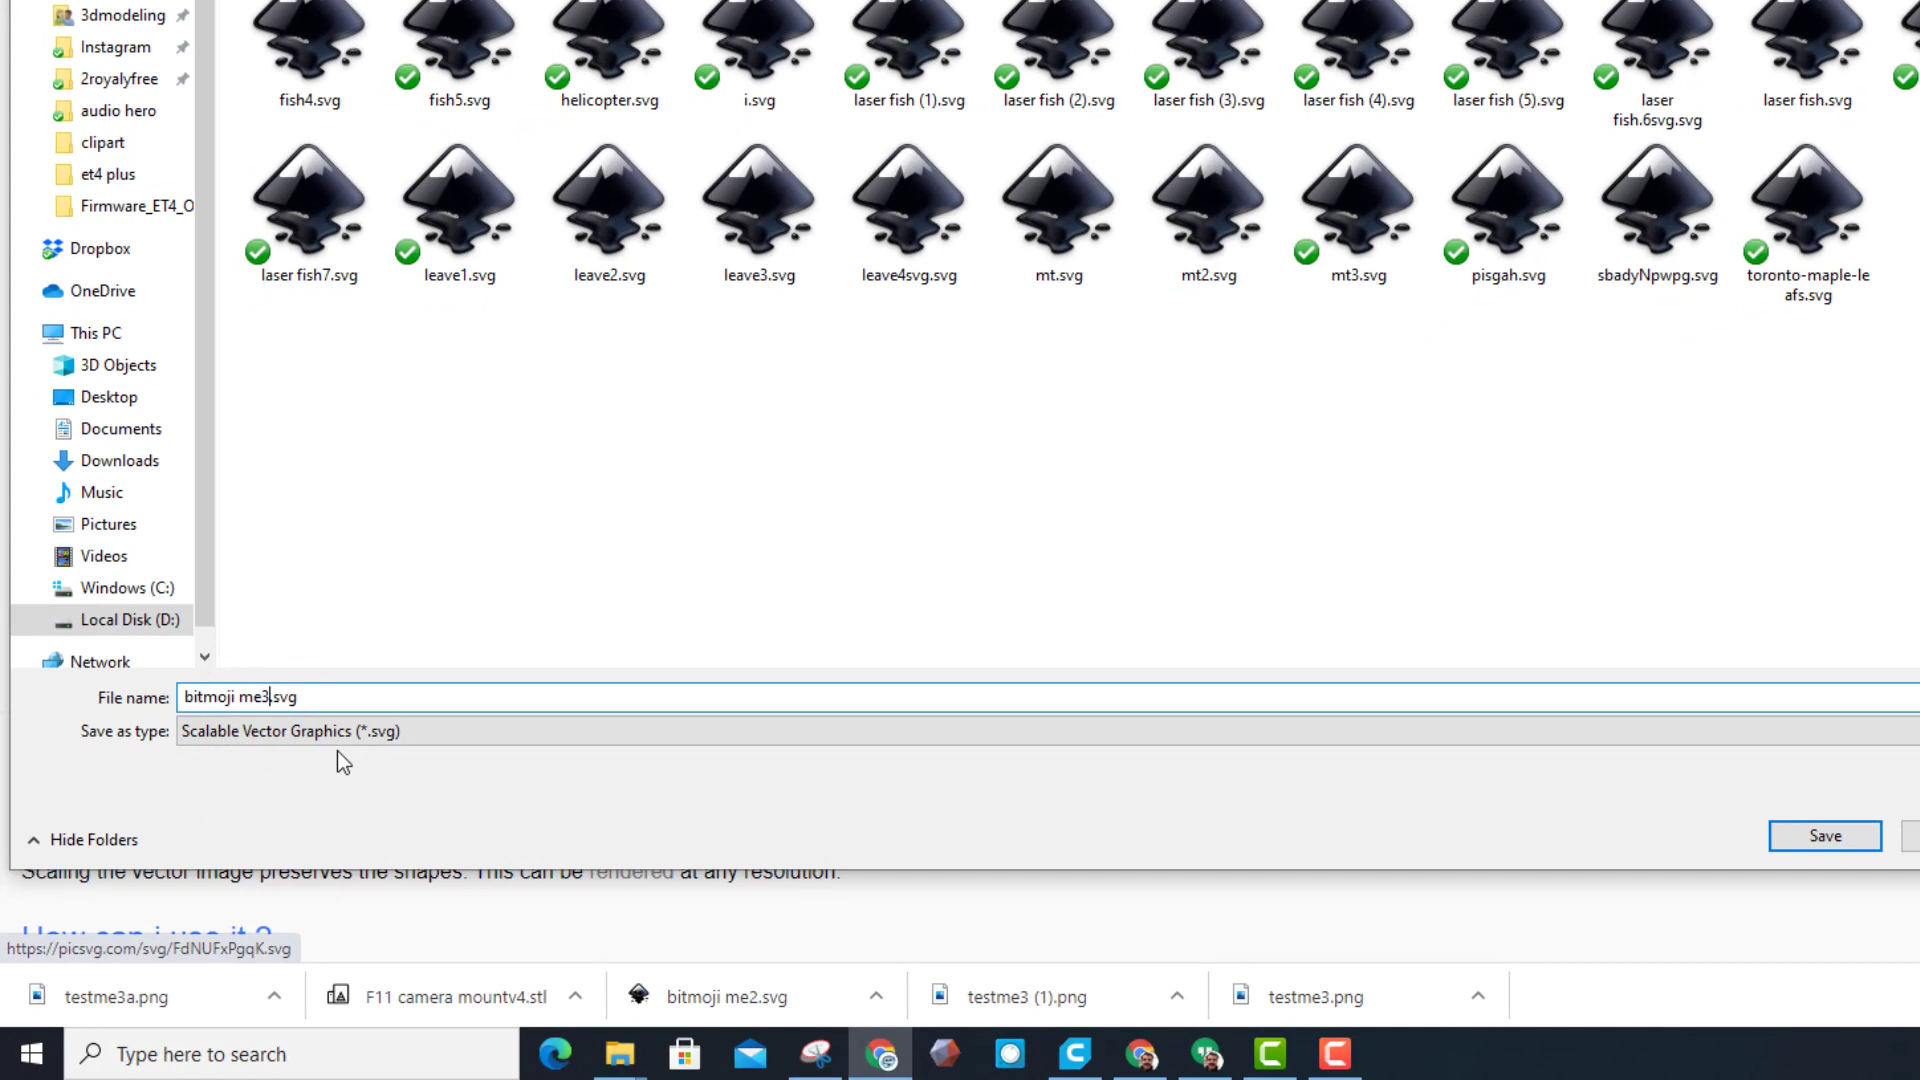 3dmodeling
Instagram
2royalyfree
audio hero
clipart
et4 plus
Firmware_ET4_O
Dropbox
OneDrive
This PC
3D Objects
Desktop
Documents
Downloads
Music
Pictures
Videos
Windows (C:)
Local Disk (D:)
Network
fish4.svg
fish5.svg
helicopter.svg
i.svg
laser fish (1).svg
laser fish (2).svg
laser fish (3).svg
laser fish (4).svg
laser fish (5).svg
laser
fish.6svg.svg
laser fish.svg
laser fish7.svg
leave1.svg
leave2.svg
leave3.svg
leave4svg.svg
mt.svg
mt2.svg
mt3.svg
pisgah.svg
sbadyNpwpg.svg
toronto-maple-le
afs.svg
File name: bitmoji me3.svg
Save as type: Scalable Vector Graphics (*.svg)
Hide Folders
Save
Scaling the vector image preserves the shapes. This can be rendered at any resolution.
How can i use it ?
https://picsvg.com/svg/FdNUFxPgqK.svg
testme3a.png
F11 camera mountv4.stl
bitmoji me2.svg
testme3 (1).png
testme3.png
Type here to search